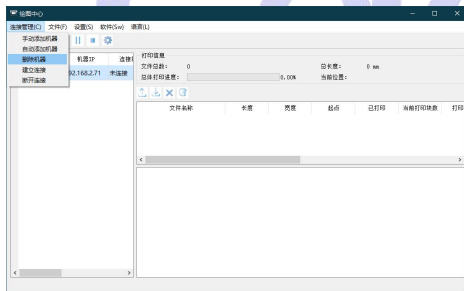 绘图中心
连接管理(C) 文件(F) 设置(S) 软件(Sw) 语言(L)
手动添加机器
自动添加机器
删除机器
建立连接
断开连接
机器IP 连接
92.168.2.71 未连接
打印信息
文件总数: 0 总长度: 0 mm
总体打印进度: 0.00% 当前位置:
文件名称 长度 宽度 起点 已打印 当前打印块数 打印